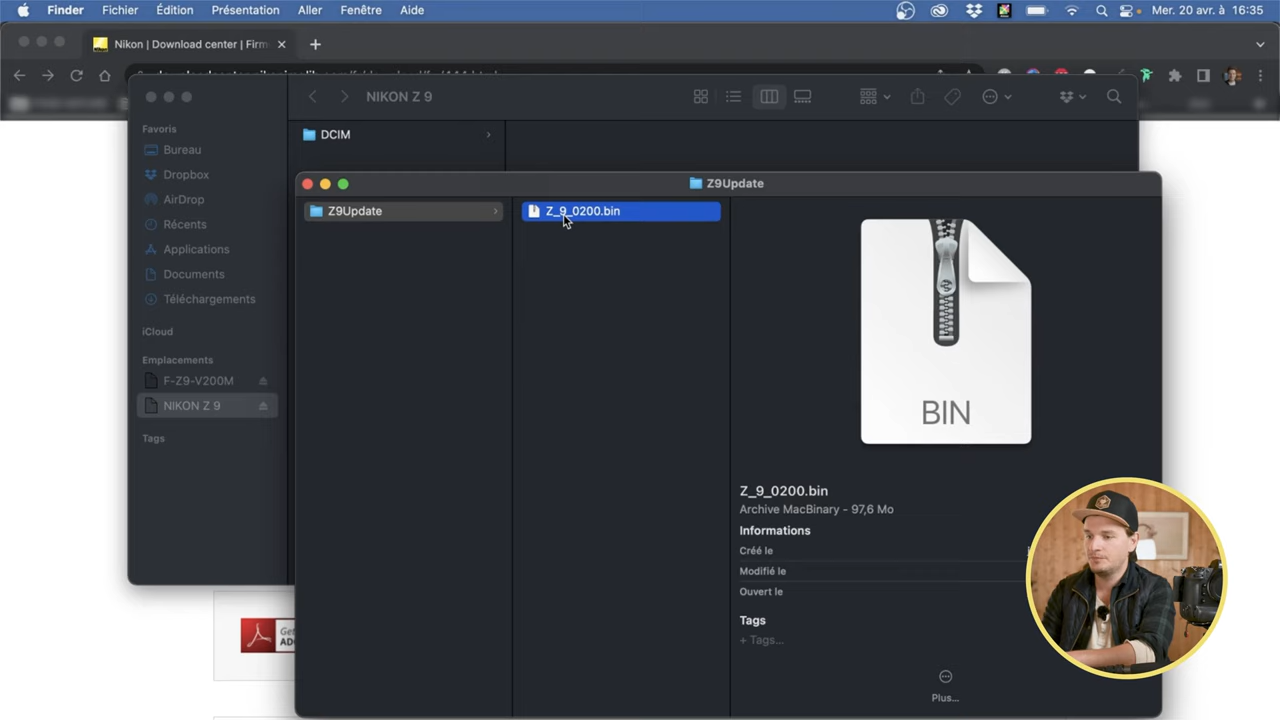 Finder Fichier Édition Présentation Aller Fenêtre Aide Mer. 20 avr. à 16:35
Nikon | Download center | Firm
NIKON Z 9
Favoris
Bureau
Dropbox
AirDrop
Récents
Applications
Documents
Téléchargements
iCloud
Emplacements
F-Z9-V200M
NIKON Z 9
Tags
DCIM
Z9Update
Z9Update
Z_9_0200.bin
BIN
Z_9_0200.bin
Archive MacBinary - 97,6 Mo
Informations
Créé le
Modifié le
Ouvert le
Tags
+ Tags...
Plus...
Get